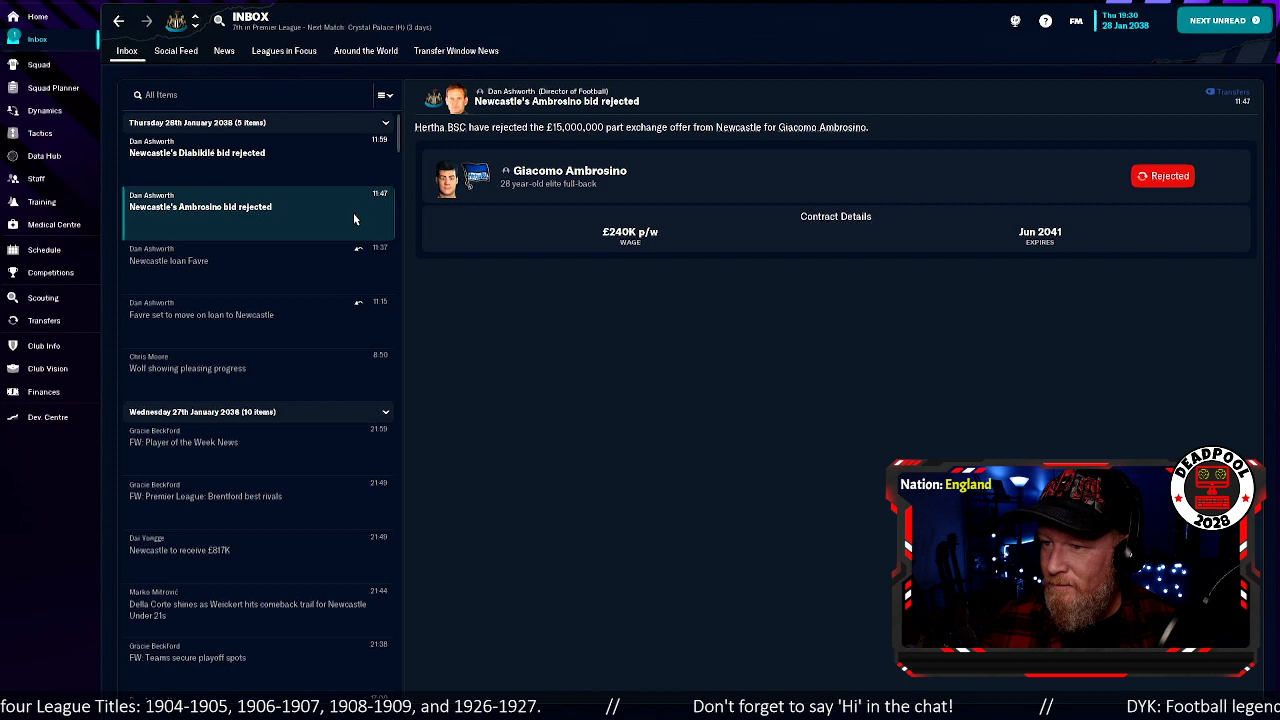 Home
INBOX
7th in Premier League - Next Match: Crystal Palace (H) (3 days)
FM
Thu 19:30
28 Jan 2038
NEXT UNREAD
Inbox
Squad
Squad Planner
Dynamics
Tactics
Data Hub
Staff
Training
Medical Centre
Schedule
Competitions
Scouting
Transfers
Club Info
Club Vision
Finances
Dev. Centre
Inbox
Social Feed
News
Leagues in Focus
Around the World
Transfer Window News
All Items
Thursday 28th January 2038 (5 items)
Dan Ashworth
11:59
Newcastle's Diabikilé bid rejected
Dan Ashworth
11:47
Newcastle's Ambrosino bid rejected
Dan Ashworth
11:37
Newcastle loan Favre
Dan Ashworth
11:15
Favre set to move on loan to Newcastle
Chris Moore
8:50
Wolf showing pleasing progress
Wednesday 27th January 2038 (10 items)
Gracie Beckford
21:59
FW: Player of the Week News
Gracie Beckford
21:49
FW: Premier League: Brentford best rivals
21:49
Newcastle to receive £817K
Marko Mitrović
21:44
Della Corte shines as Weickert hits comeback trail for Newcastle
Under 21s
Gracie Beckford
21:38
FW: Teams secure playoff spots
Dan Ashworth (Director of Football)
Newcastle's Ambrosino bid rejected
Transfers
11:47
Hertha BSC have rejected the £15,000,000 part exchange offer from Newcastle for Giacomo Ambrosino.
Giacomo Ambrosino
28 year-old elite full-back
Rejected
Contract Details
£240K p/w
WAGE
Jun 2041
EXPIRES
Nation: England
DEADPOOL
2028
four League Titles: 1904-1905, 1906-1907, 1908-1909, and 1926-1927. // Don't forget to say 'Hi' in the chat! // DYK: Football legend